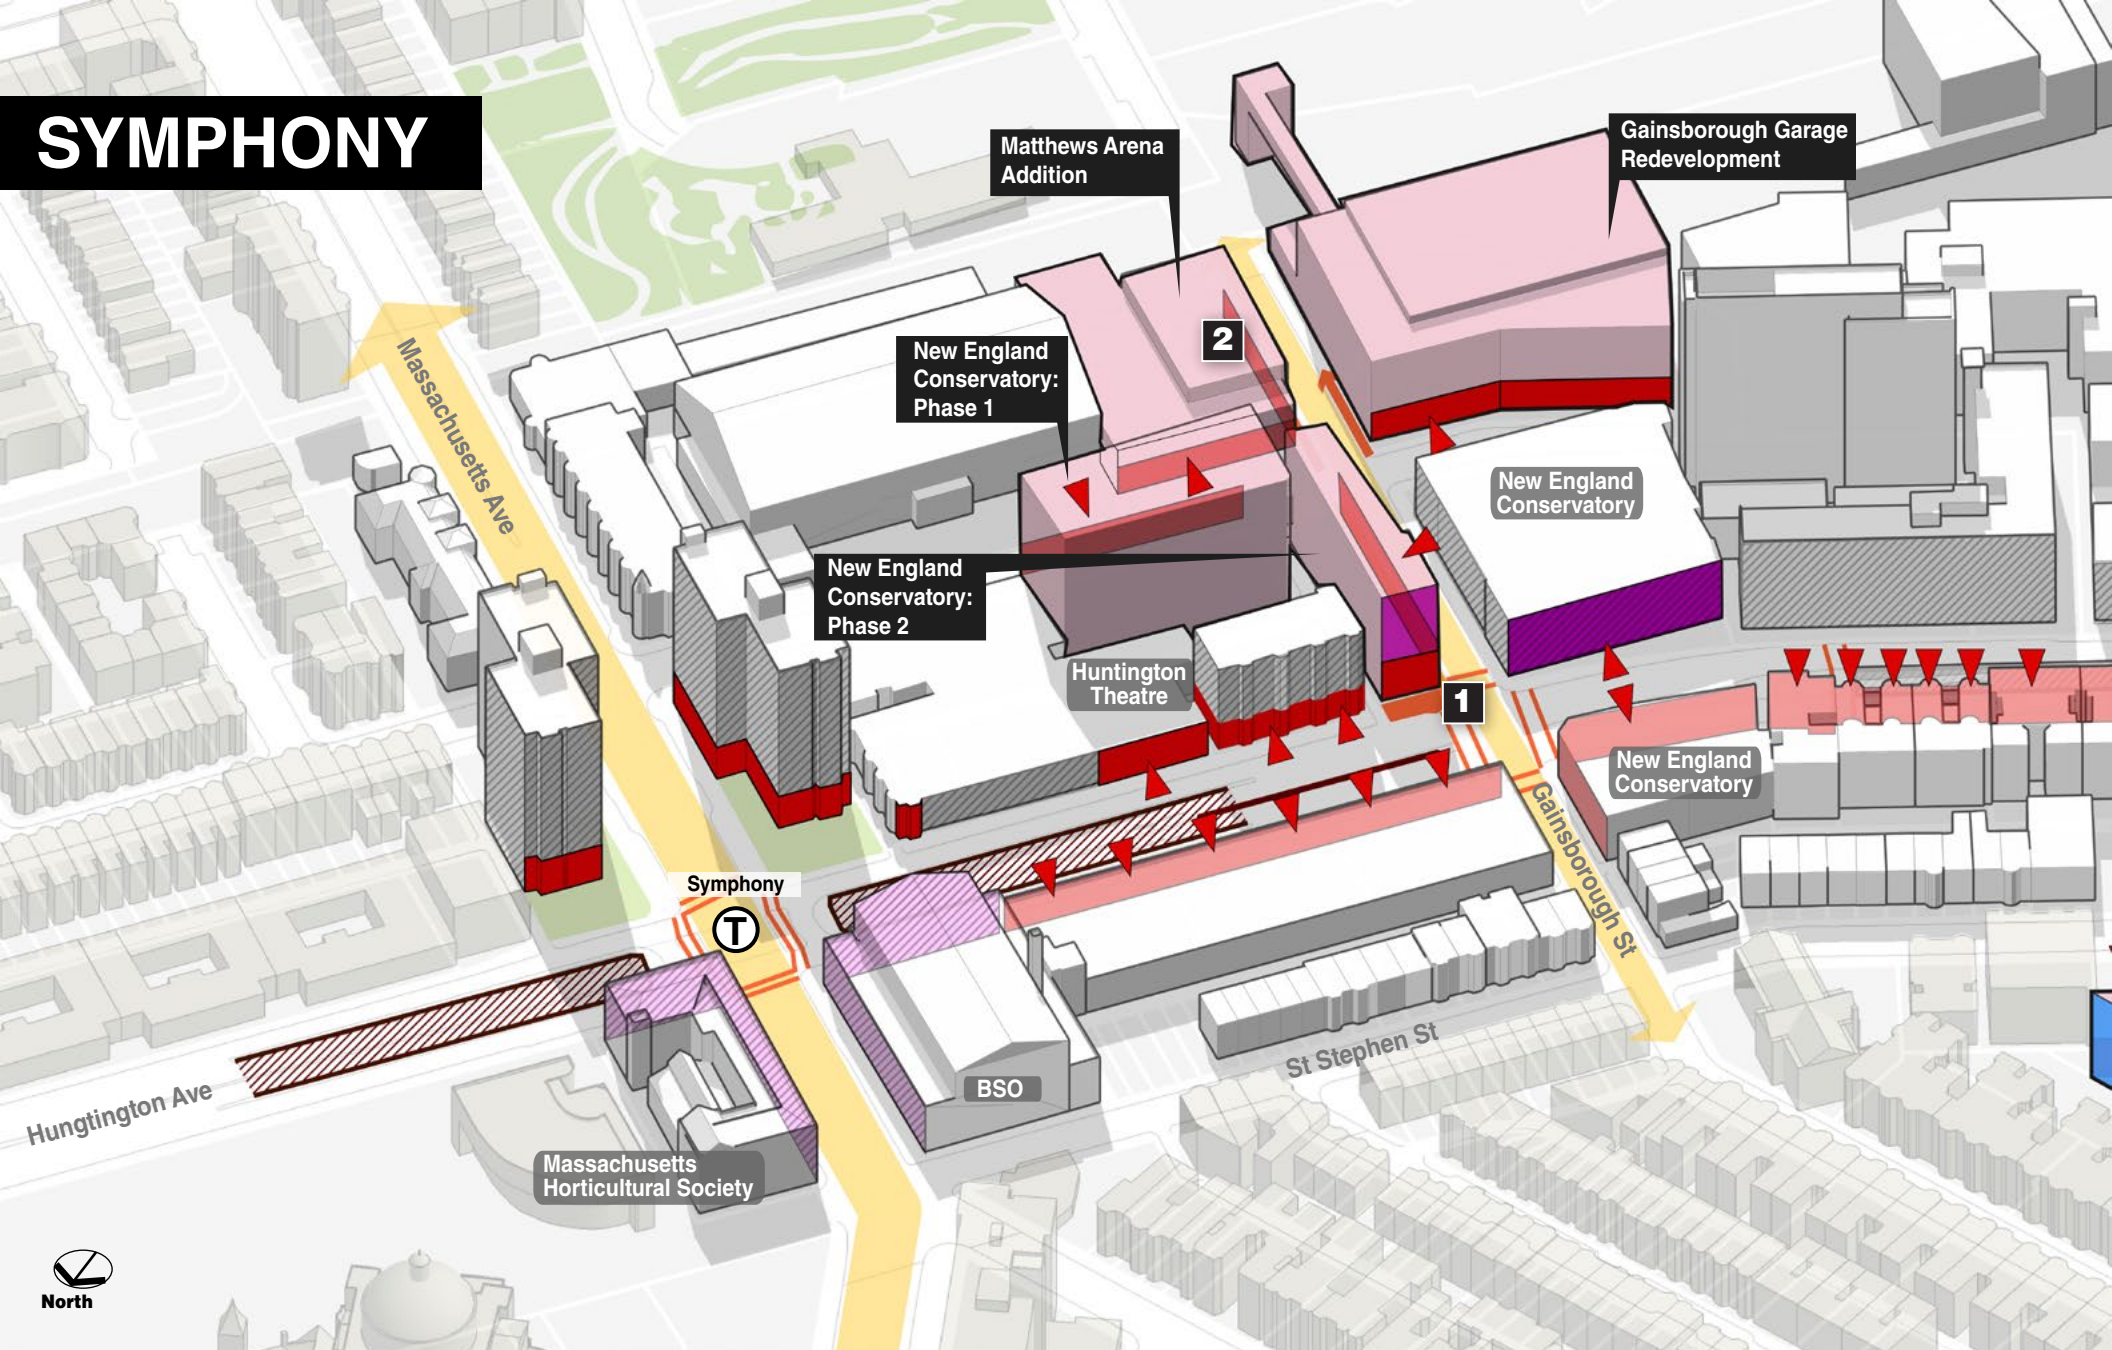 SYMPHONY
Matthews Arena
Addition
Gainsborough Garage
Redevelopment
2
New England
Conservatory:
Phase 1
Massachusetts Ave
New England
Conservatory
New England
Conservatory:
Phase 2
Huntington
Theatre
1
New England
Conservatory
Gainsborough St
Symphony
T
St Stephen St
BSO
Hungtington Ave
Massachusetts
Horticultural Society
North